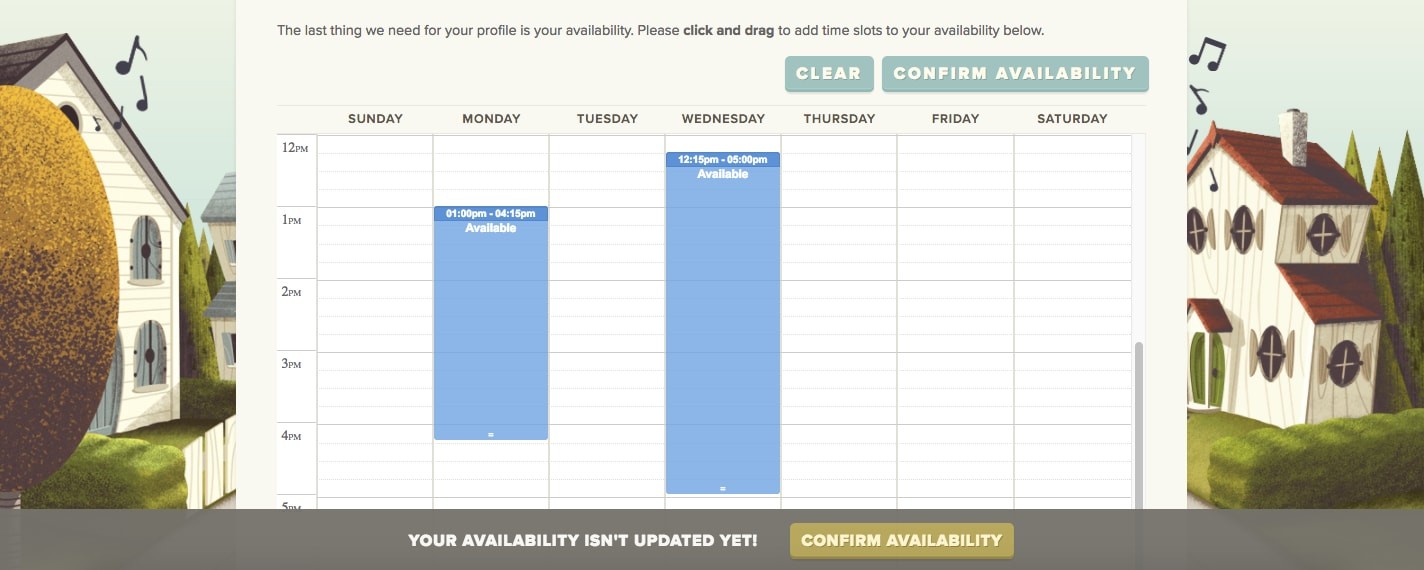 The last thing we need for your profile is your availability. Please click and drag to add time slots to your availability below.
CLEAR CONFIRM AVAILABILITY
SUNDAY MONDAY TUESDAY WEDNESDAY THURSDAY FRIDAY SATURDAY
12PM
12:15pm - 05:00pm
Available
1PM
01:00pm - 04:15pm
Available
2PM
3PM
4PM
5PM
YOUR AVAILABILITY ISN'T UPDATED YET! CONFIRM AVAILABILITY